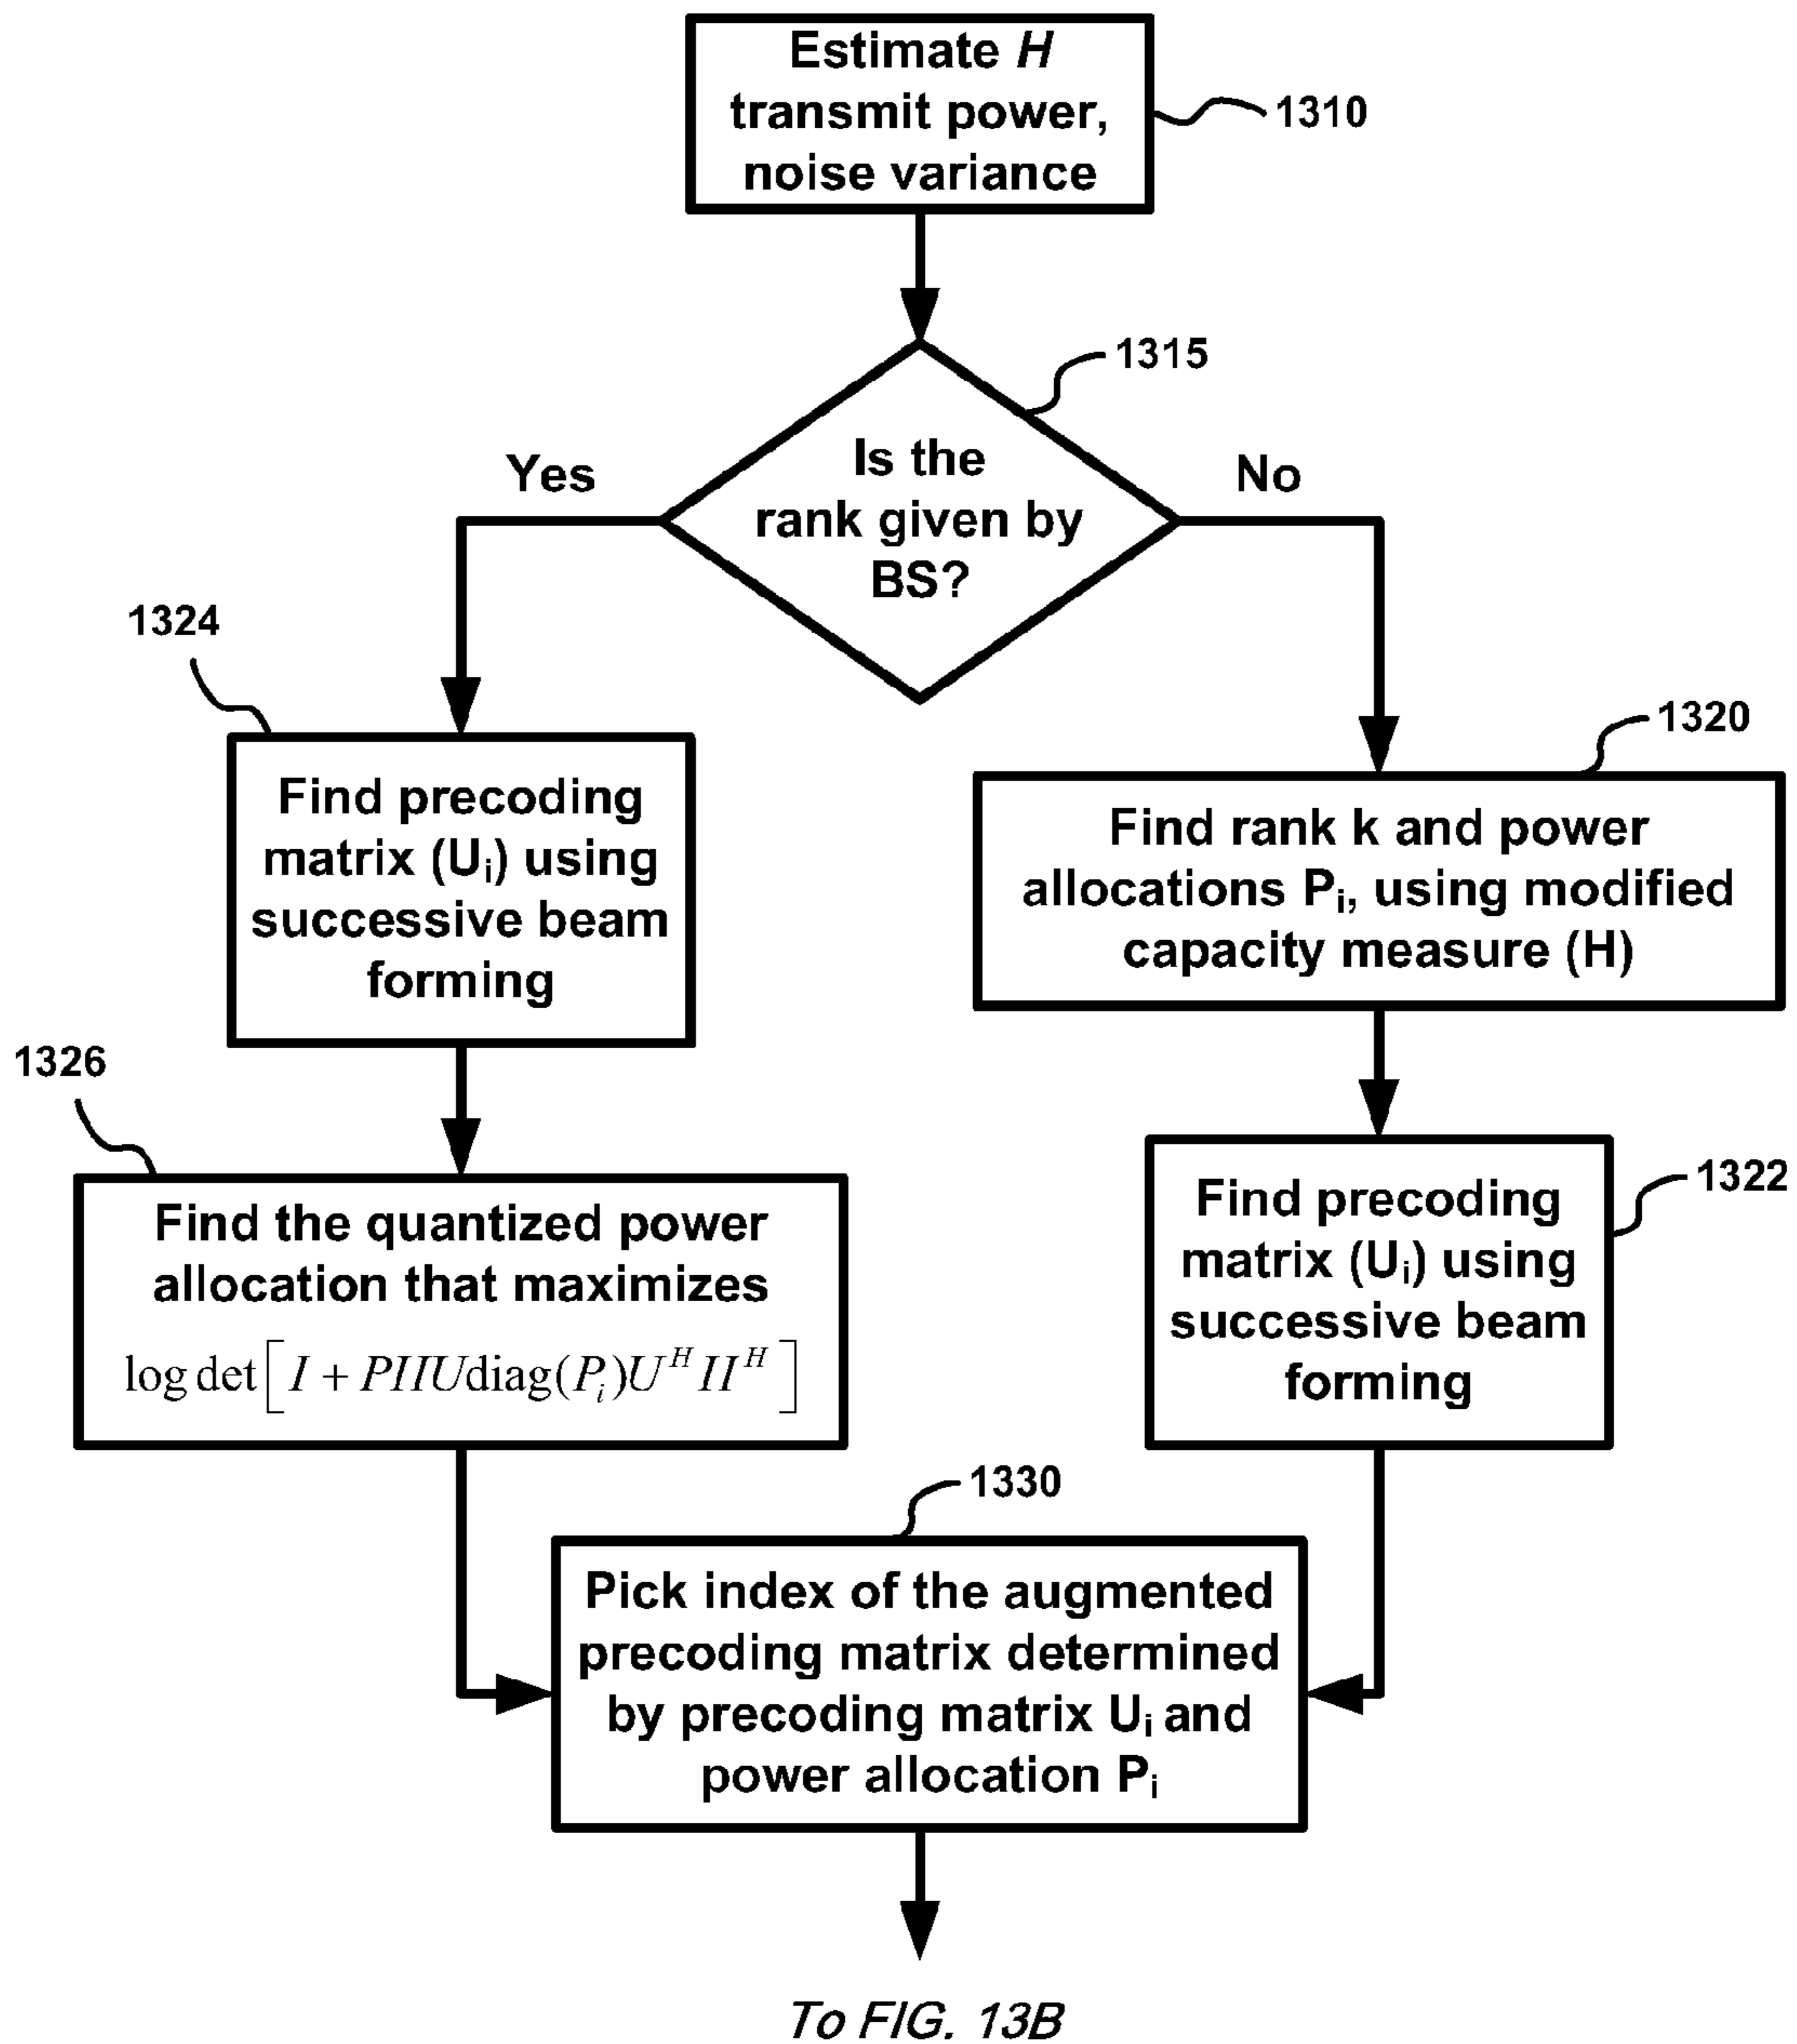 Estimate H
transmit power,
noise variance
1310
1315
Is the
rank given by
BS?
Yes
No
1324
Find precoding
matrix (Uᵢ) using
successive beam
forming
1320
Find rank k and power
allocations Pᵢ, using modified
capacity measure (H)
1326
Find the quantized power
allocation that maximizes
log det[I + PHUdiag(Pᵢ)Uᴴ Hᴴ]
1322
Find precoding
matrix (Uᵢ) using
successive beam
forming
1330
Pick index of the augmented
precoding matrix determined
by precoding matrix Uᵢ and
power allocation Pᵢ
To FIG. 13B